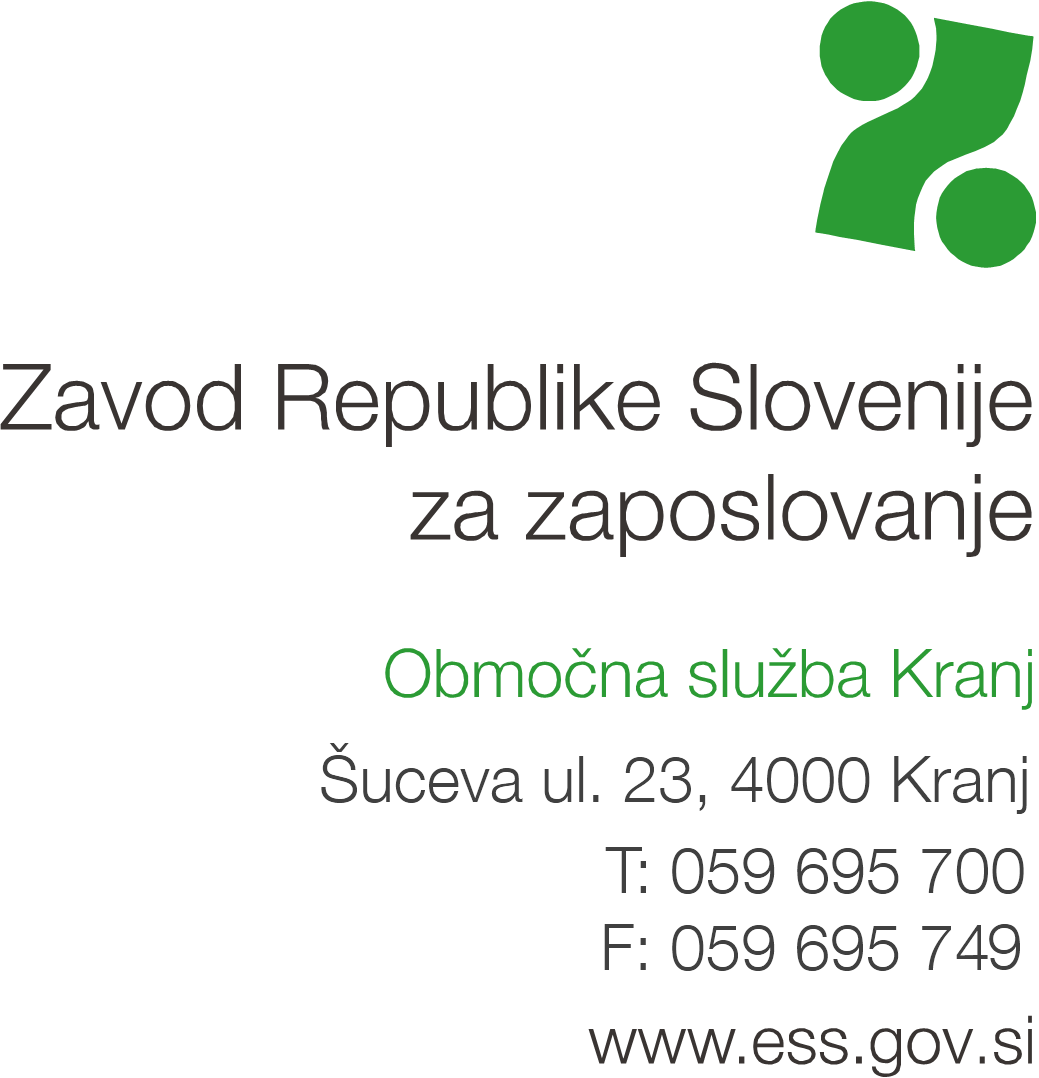 Zavod Republike Slovenije
za zaposlovanje
Območna služba Kranj
Šuceva ul. 23, 4000 Kranj
T: 059 695 700
F: 059 695 749
www.ess.gov.si